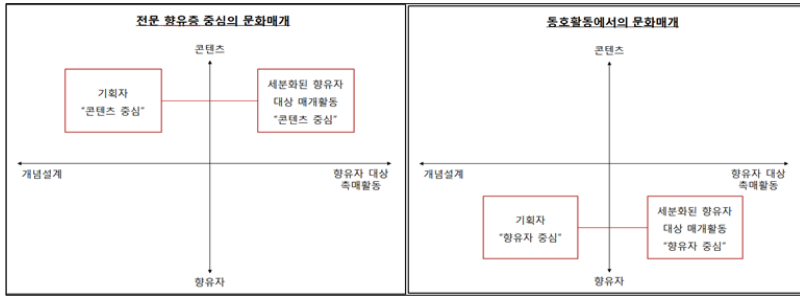 전문 향유층 중심의 문화매개
콘텐츠
기획자
"콘텐츠 중심"
세분화된 향유자
대상 매개활동
"콘텐츠 중심"
개념설계
향유자 대상
촉매활동
향유자
동호활동에서의 문화매개
콘텐츠
개념설계
향유자 대상
촉매활동
기획자
"향유자 중심"
세분화된 향유자
대상 매개활동
"향유자 중심"
향유자